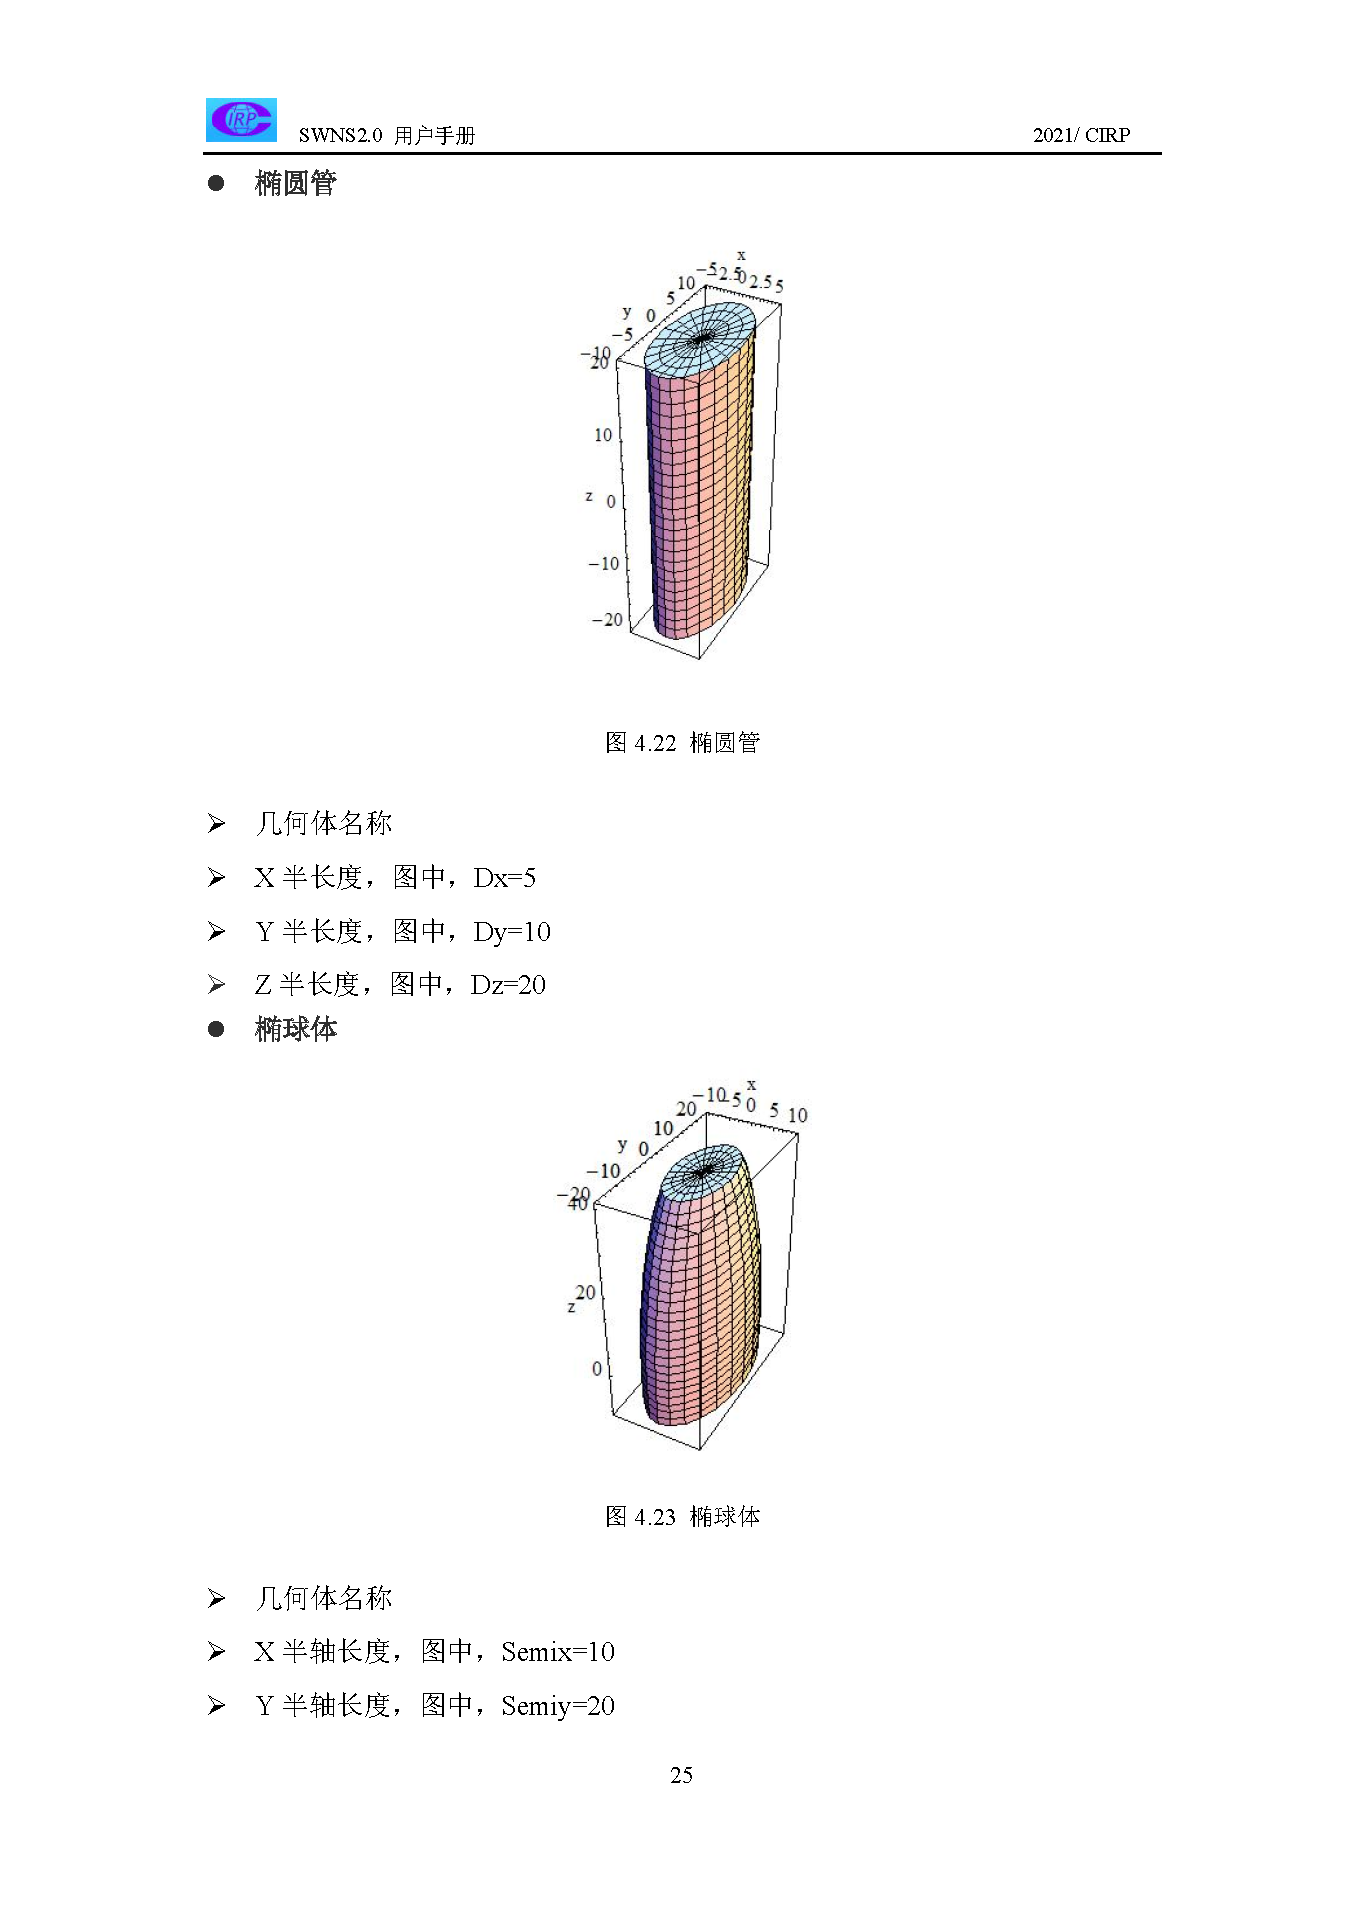 IRP
SWNS2.0 用户手册 2021/ CIRP
● 椭圆管
x
−5 2.5 0 2.5 5
10
5
y 0
−5
−10
20
10
z 0
−10
−20
图 4.22 椭圆管
➢ 几何体名称
➢ X 半长度，图中，Dx=5
➢ Y 半长度，图中，Dy=10
➢ Z 半长度，图中，Dz=20
● 椭球体
x
−10 -5 0 5 10
20
10
y 0
−10
−20
40
20
z
0
图 4.23 椭球体
➢ 几何体名称
➢ X 半轴长度，图中，Semix=10
➢ Y 半轴长度，图中，Semiy=20
25